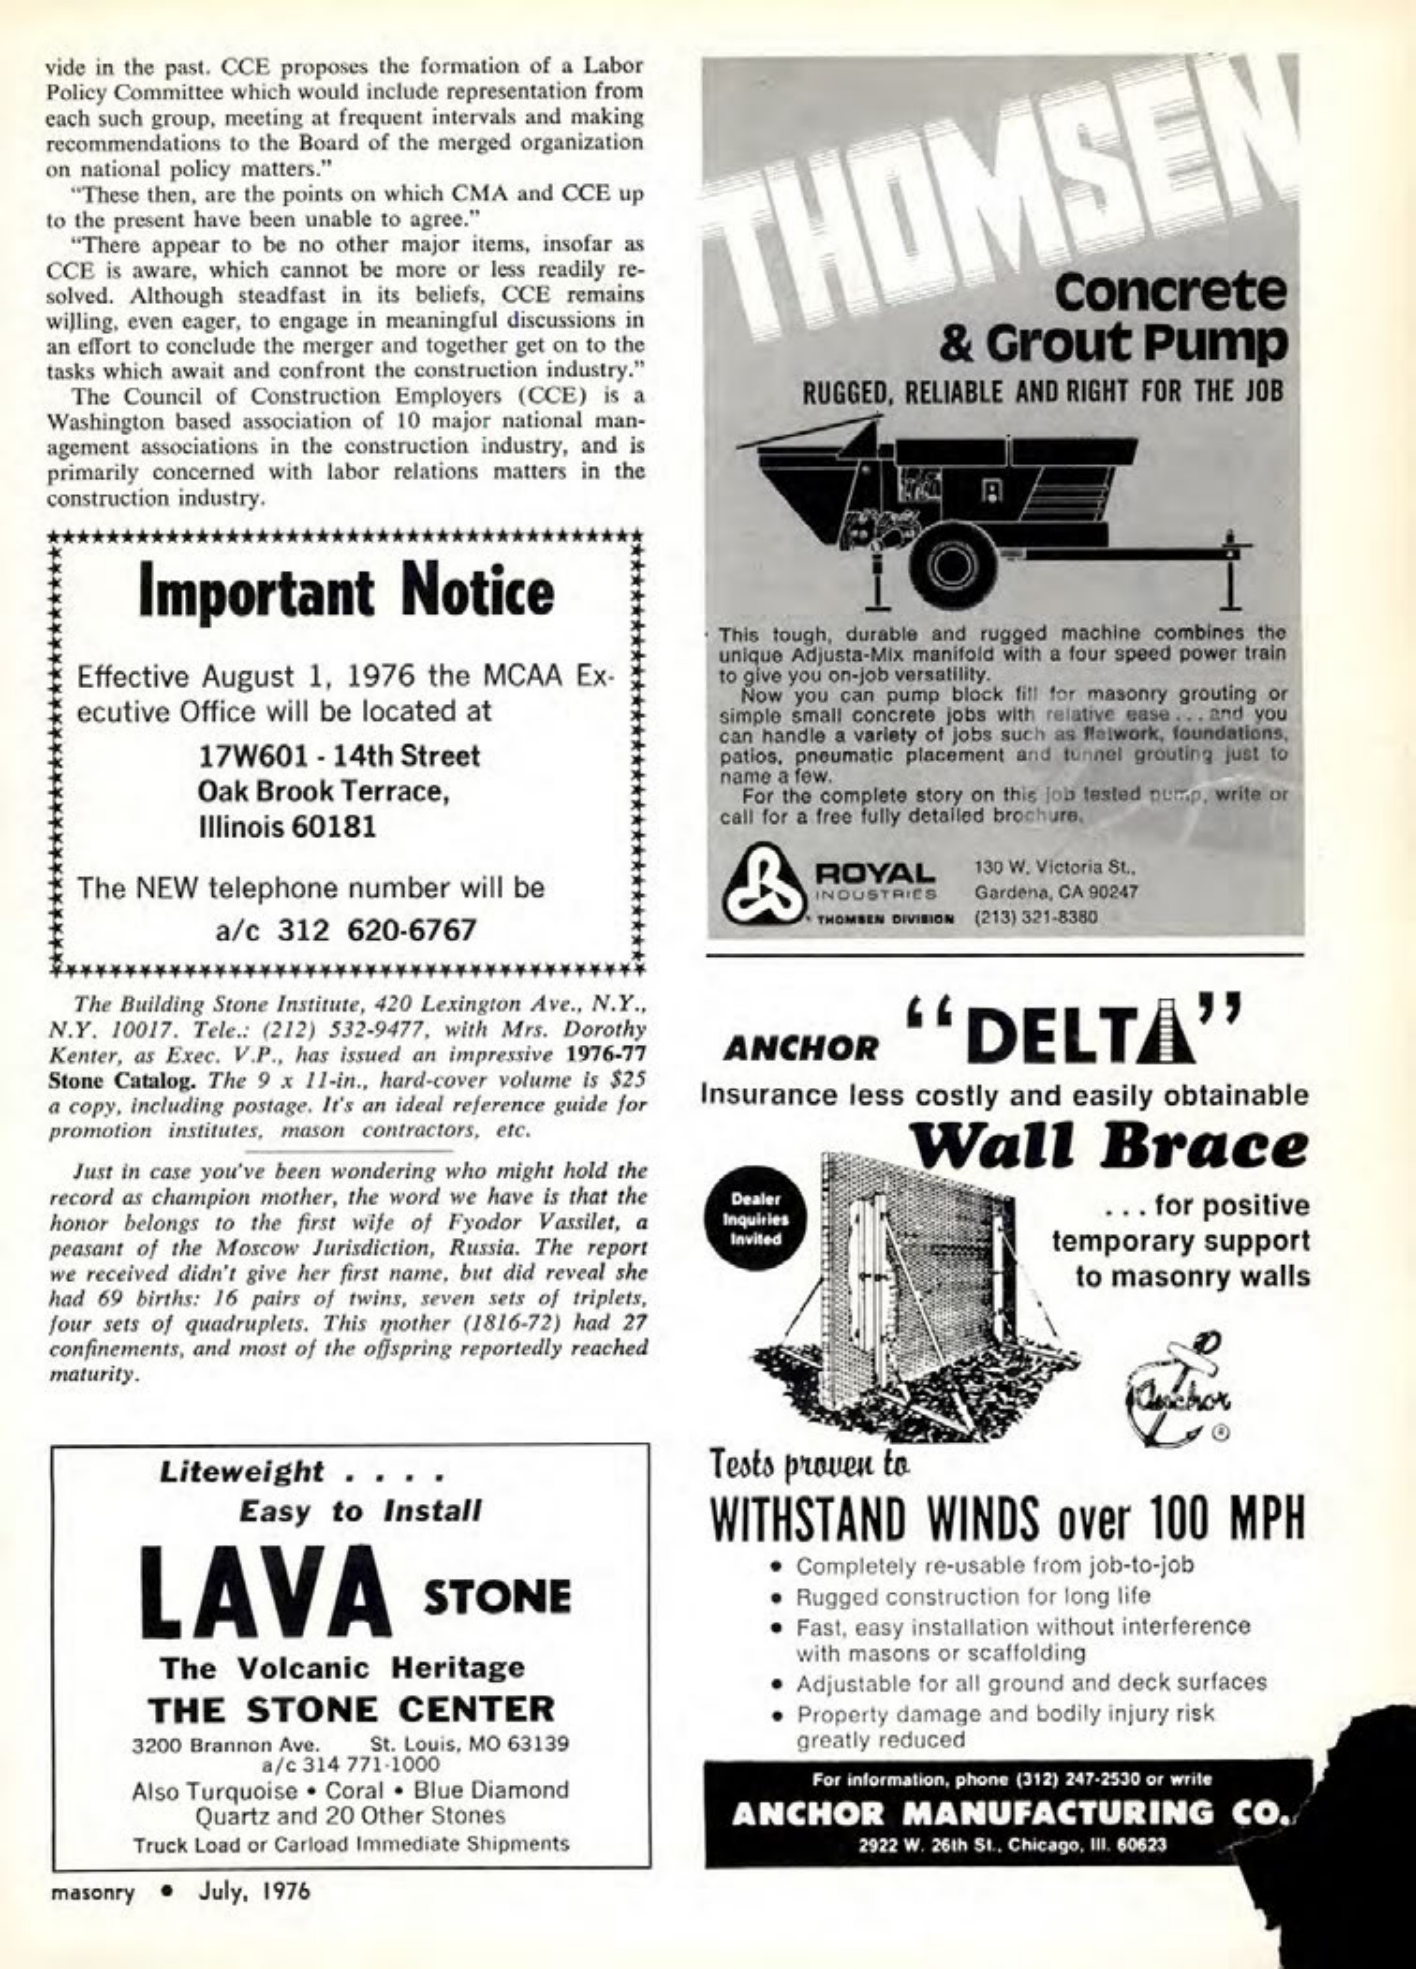 vide in the past. CCE proposes the formation of a Labor
Policy Committee which would include representation from
each such group, meeting at frequent intervals and making
recommendations to the Board of the merged organization
on national policy matters."
"These then, are the points on which CMA and CCE up
to the present have been unable to agree."
"There appear to be no other major items, insofar as
CCE is aware, which cannot be more or less readily re-
solved. Although steadfast in its beliefs, CCE remains
willing, even eager, to engage in meaningful discussions in
an effort to conclude the merger and together get on to the
tasks which await and confront the construction industry."
The Council of Construction Employers (CCE) is a
Washington based association of 10 major national man-
agement associations in the construction industry, and is
primarily concerned with labor relations matters in the
construction industry.
Important Notice
Effective August 1, 1976 the MCAA Ex-
ecutive Office will be located at
17W601 - 14th Street
Oak Brook Terrace,
Illinois 60181
The NEW telephone number will be
a/c 312 620-6767
The Building Stone Institute, 420 Lexington Ave., N.Y.,
N.Y. 10017. Tele.: (212) 532-9477, with Mrs. Dorothy
Kenter, as Exec. V.P., has issued an impressive 1976-77
Stone Catalog. The 9 x 11-in., hard-cover volume is $25
a copy, including postage. It's an ideal reference guide for
promotion institutes, mason contractors, etc.
Just in case you've been wondering who might hold the
record as champion mother, the word we have is that the
honor belongs to the first wife of Fyodor Vassilet, a
peasant of the Moscow Jurisdiction, Russia. The report
we received didn't give her first name, but did reveal she
had 69 births: 16 pairs of twins, seven sets of triplets,
four sets of quadruplets. This mother (1816-72) had 27
confinements, and most of the offspring reportedly reached
maturity.
Liteweight . . . .
Easy to Install
LAVA STONE
The Volcanic Heritage
THE STONE CENTER
3200 Brannon Ave. St. Louis, MO 63139
a/c 314 771-1000
Also Turquoise • Coral • Blue Diamond
Quartz and 20 Other Stones
Truck Load or Carload Immediate Shipments
masonry • July, 1976
THOMSEN
Concrete
& Grout Pump
RUGGED, RELIABLE AND RIGHT FOR THE JOB
This tough, durable and rugged machine combines the
unique Adjusta-Mix manifold with a four speed power train
to give you on-job versatility.
Now you can pump block fill for masonry grouting or
simple small concrete jobs with relative ease . . . and you
can handle a variety of jobs such as flatwork, foundations,
patios, pneumatic placement and tunnel grouting just to
name a few.
For the complete story on this job tested pump, write or
call for a free fully detailed brochure.
ROYAL
INDUSTRIES
THOMSEN DIVISION
130 W. Victoria St.,
Gardena, CA 90247
(213) 321-8380
ANCHOR "DELTA"
Insurance less costly and easily obtainable
Wall Brace
Dealer
Inquiries
Invited
. . . for positive
temporary support
to masonry walls
Anchor
®
Tests proven to
WITHSTAND WINDS over 100 MPH
• Completely re-usable from job-to-job
• Rugged construction for long life
• Fast, easy installation without interference
with masons or scaffolding
• Adjustable for all ground and deck surfaces
• Property damage and bodily injury risk
greatly reduced
For information, phone (312) 247-2530 or write
ANCHOR MANUFACTURING CO.
2922 W. 26th St., Chicago, Ill. 60623